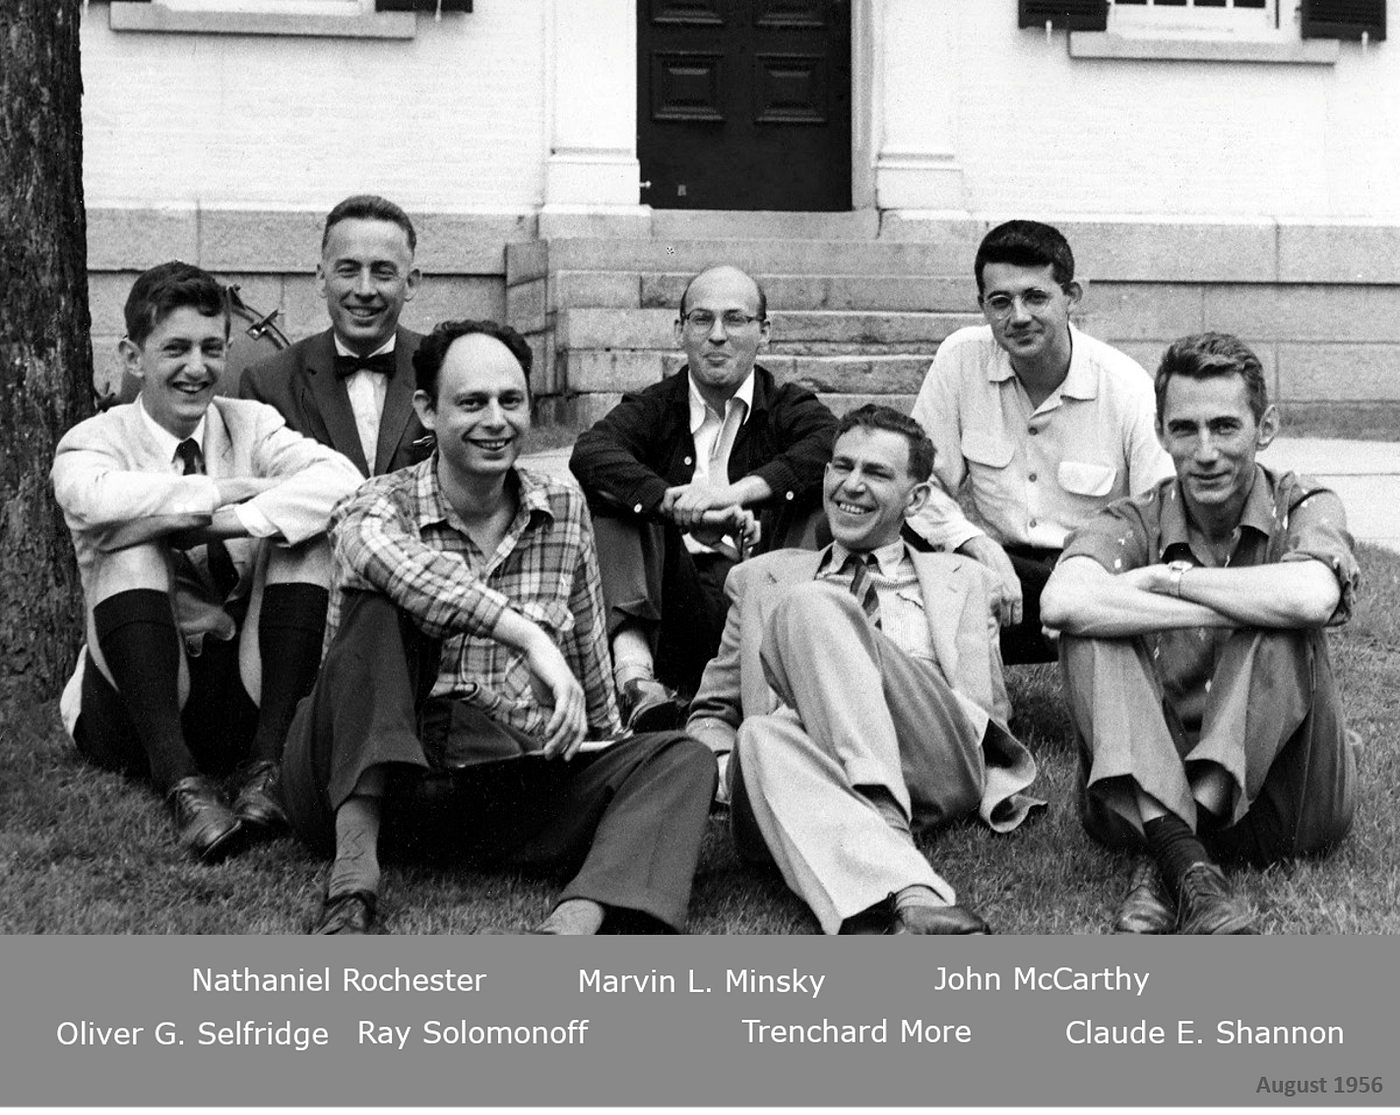 Nathaniel Rochester Marvin L. Minsky John McCarthy
Oliver G. Selfridge Ray Solomonoff Trenchard More Claude E. Shannon
August 1956